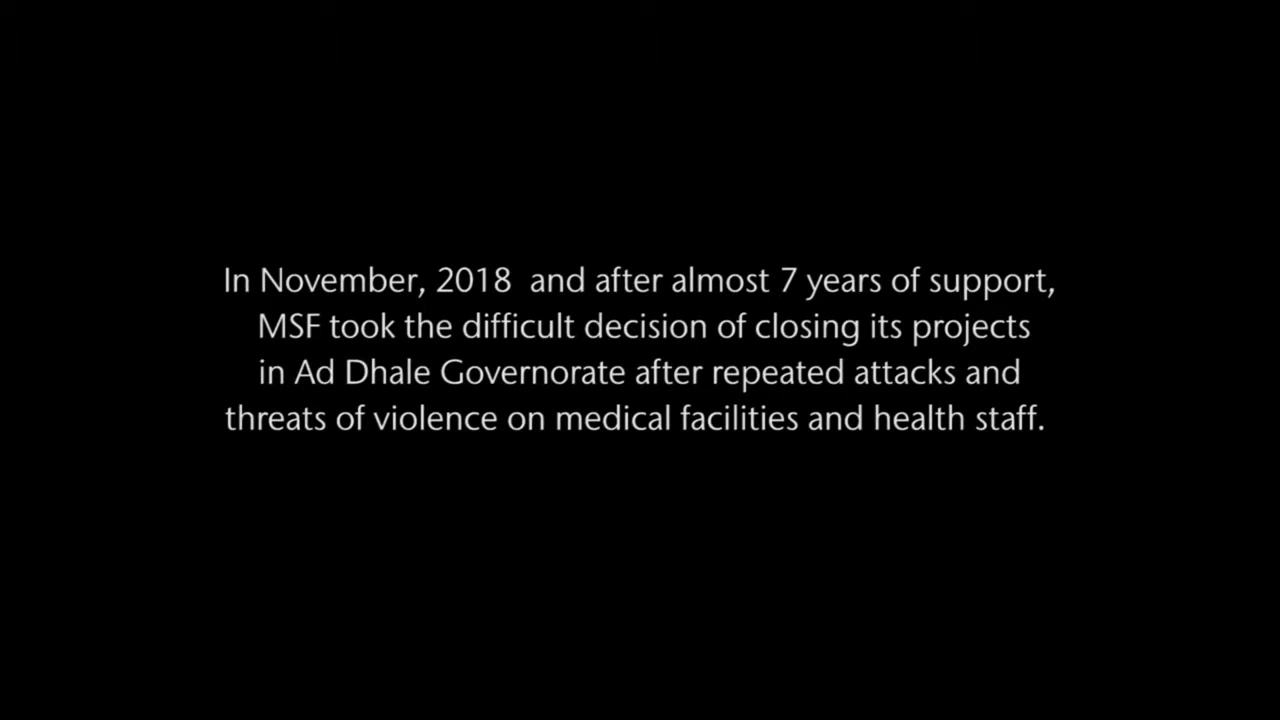 In November, 2018  and after almost 7 years of support,
MSF took the difficult decision of closing its projects
in Ad Dhale Governorate after repeated attacks and
threats of violence on medical facilities and health staff.